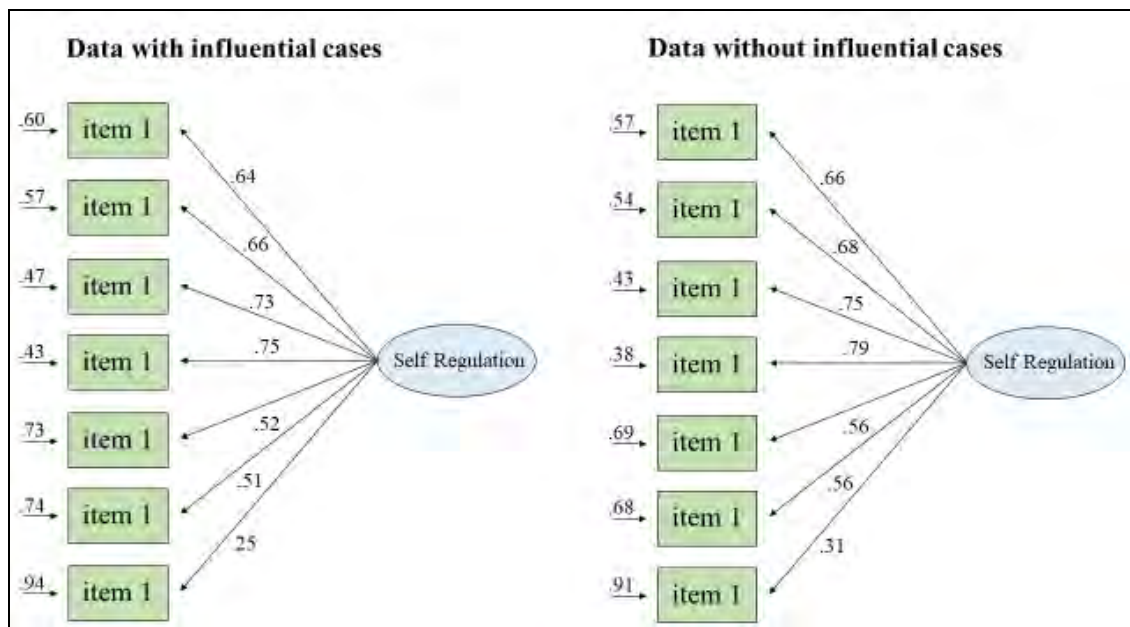 Data with influential cases
.60
item 1
.64
.57
item 1
.66
.47
item 1
.73
.43
item 1
.75
Self Regulation
.73
item 1
.52
.74
item 1
.51
.94
item 1
.25
Data without influential cases
.57
item 1
.66
.54
item 1
.68
.43
item 1
.75
.38
item 1
.79
Self Regulation
.69
item 1
.56
.68
item 1
.56
.91
item 1
.31